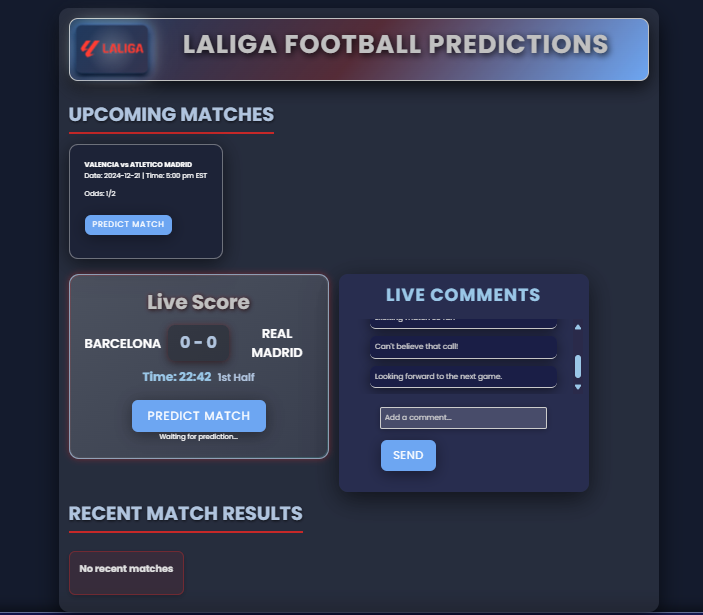 LALIGA
LALIGA FOOTBALL PREDICTIONS
UPCOMING MATCHES
VALENCIA vs ATLETICO MADRID
Date: 2024-12-21 | Time: 5:00 pm EST
Odds: 1/2
PREDICT MATCH
Live Score
BARCELONA
0 - 0
REAL
MADRID
Time: 22:42 1st Half
PREDICT MATCH
Waiting for prediction...
LIVE COMMENTS
Can't believe that call!
Looking forward to the next game.
Add a comment...
SEND
RECENT MATCH RESULTS
No recent matches